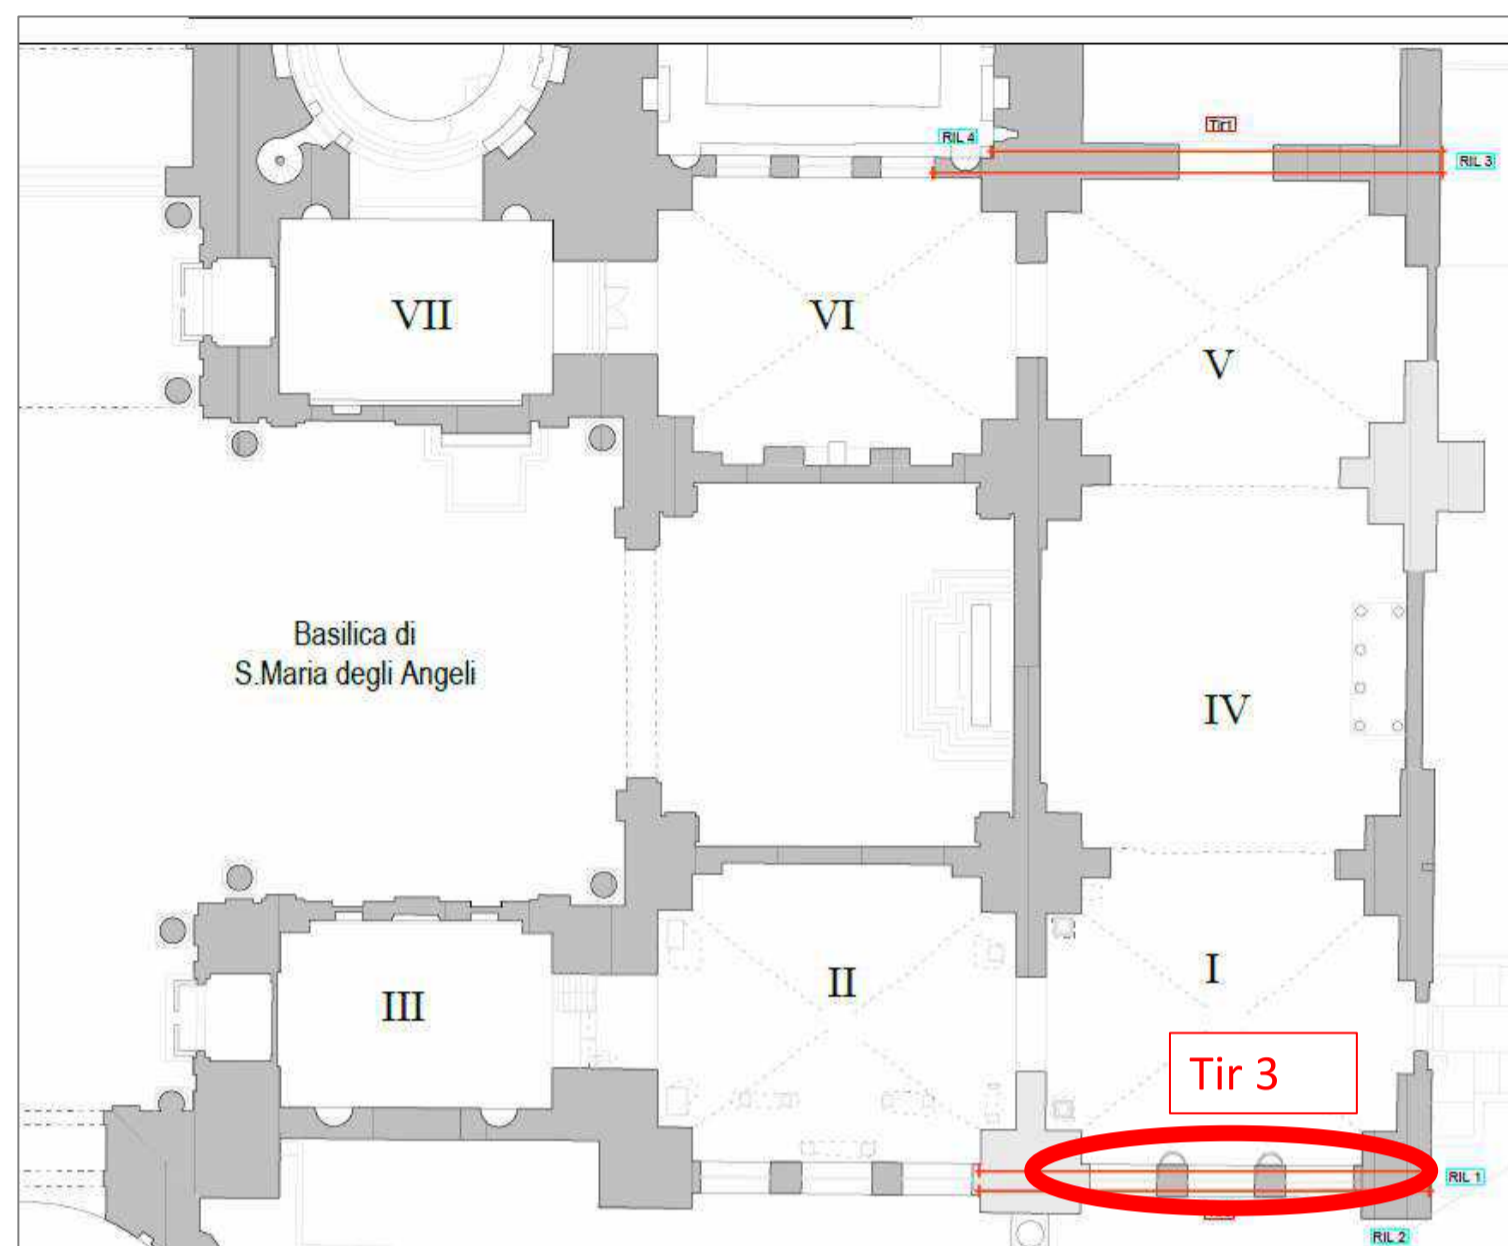 Tir1
RIL 4
RIL 3
VII
VI
V
Basilica di
S.Maria degli Angeli
IV
III
II
I
Tir 3
RIL 1
RIL 2